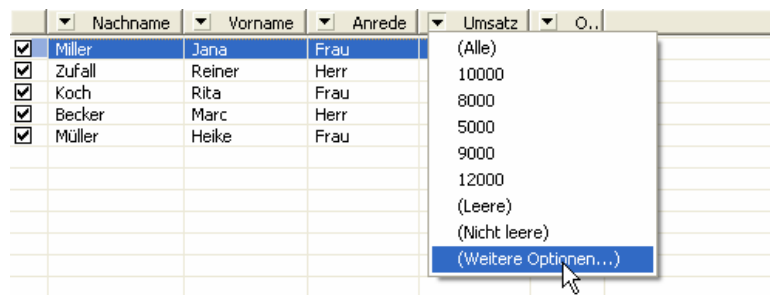 Nachname Vorname Anrede Umsatz O..
Miller Jana Frau
Zufall Reiner Herr
Koch Rita Frau
Becker Marc Herr
Müller Heike Frau
(Alle)
10000
8000
5000
9000
12000
(Leere)
(Nicht leere)
(Weitere Optionen...)